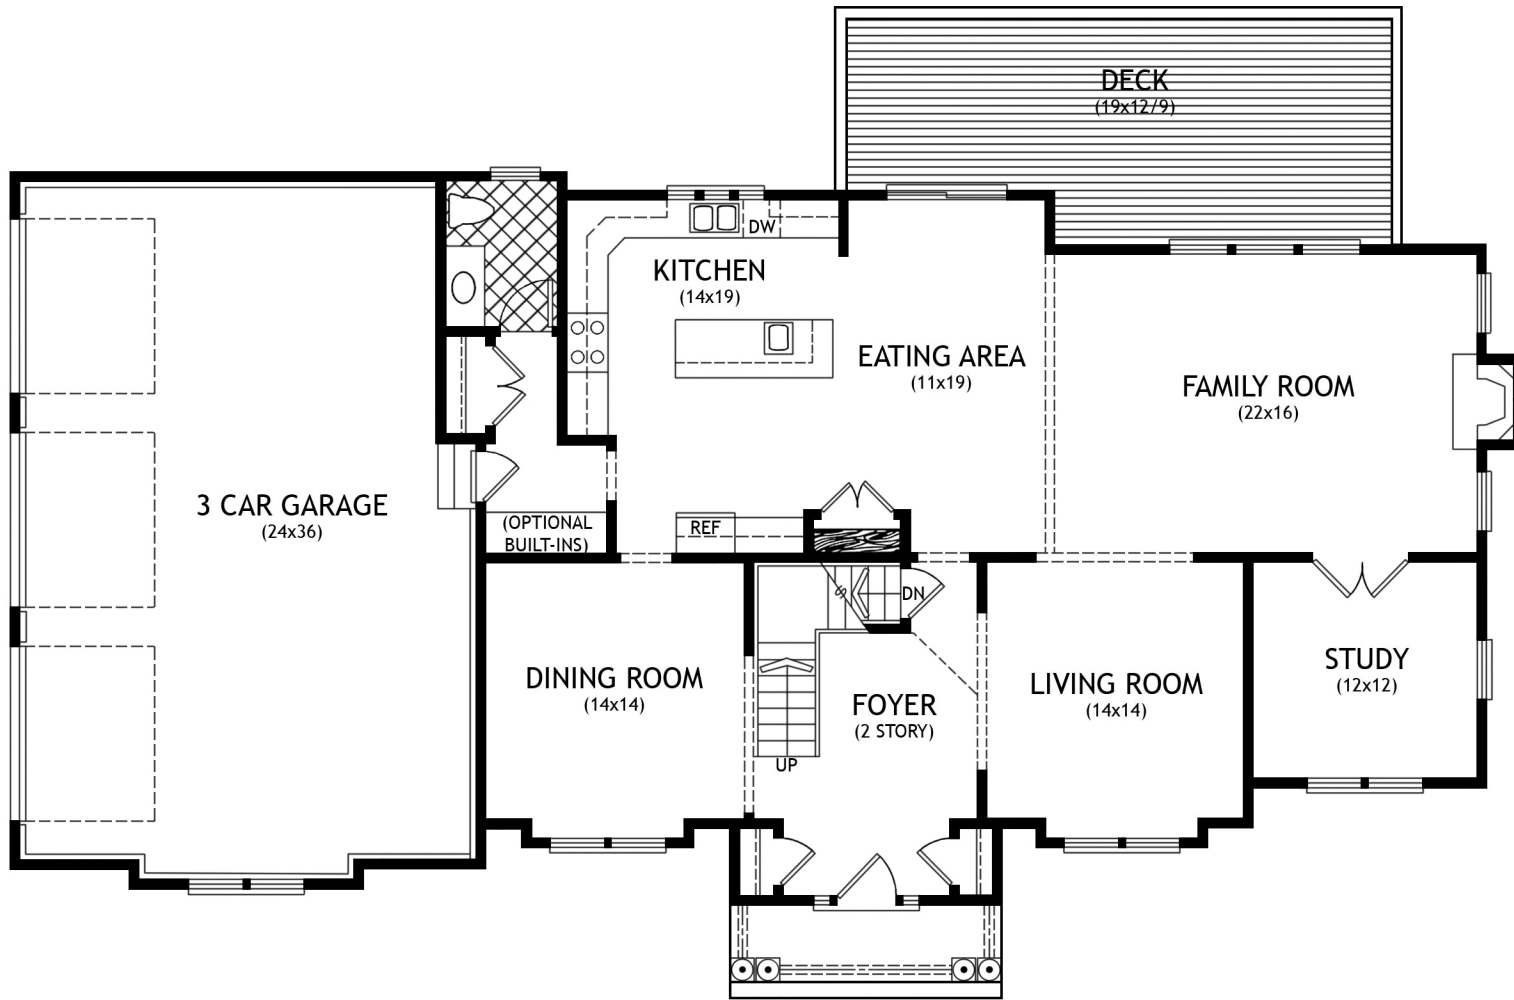 DECK
(19x12/9)
DW
KITCHEN
(14x19)
EATING AREA
(11x19)
FAMILY ROOM
(22x16)
3 CAR GARAGE
(24x36)
(OPTIONAL
BUILT-INS)
REF
DN
DINING ROOM
(14x14)
FOYER
(2 STORY)
UP
LIVING ROOM
(14x14)
STUDY
(12x12)